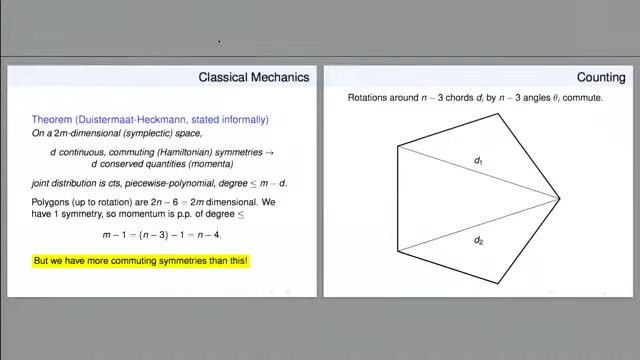 Classical Mechanics
Theorem (Duistermaat-Heckmann, stated informally)
On a 2m-dimensional (symplectic) space,
d continuous, commuting (Hamiltonian) symmetries →
d conserved quantities (momenta)
joint distribution is cts, piecewise-polynomial, degree ≤ m − d.
Polygons (up to rotation) are 2n − 6 = 2m dimensional. We
have 1 symmetry, so momentum is p.p. of degree ≤
m − 1 = (n − 3) − 1 = n − 4.
But we have more commuting symmetries than this!
Counting
Rotations around n − 3 chords dᵢ by n − 3 angles θᵢ commute.
d₁
d₂